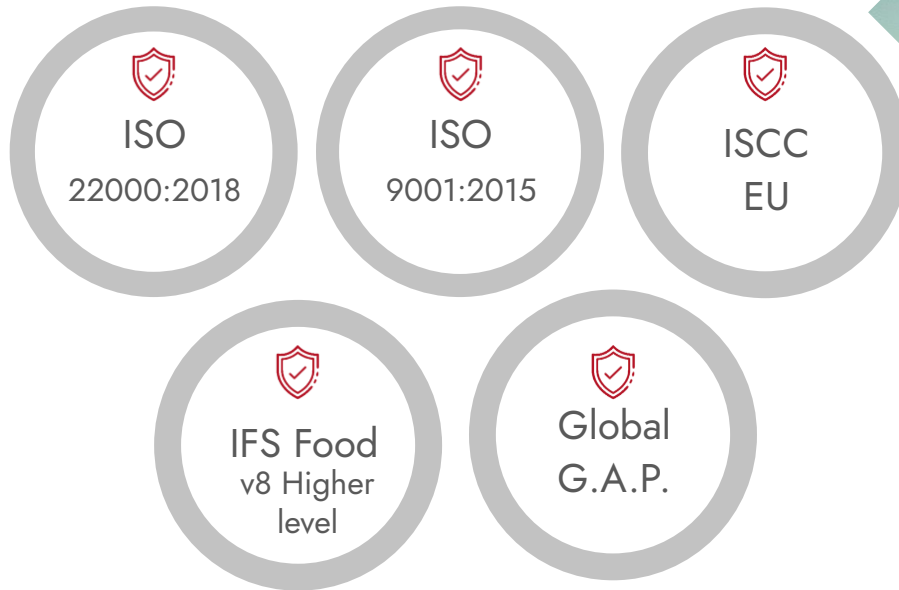 ISO
22000:2018
ISO
9001:2015
ISCC
EU
IFS Food
v8 Higher
level
Global
G.A.P.